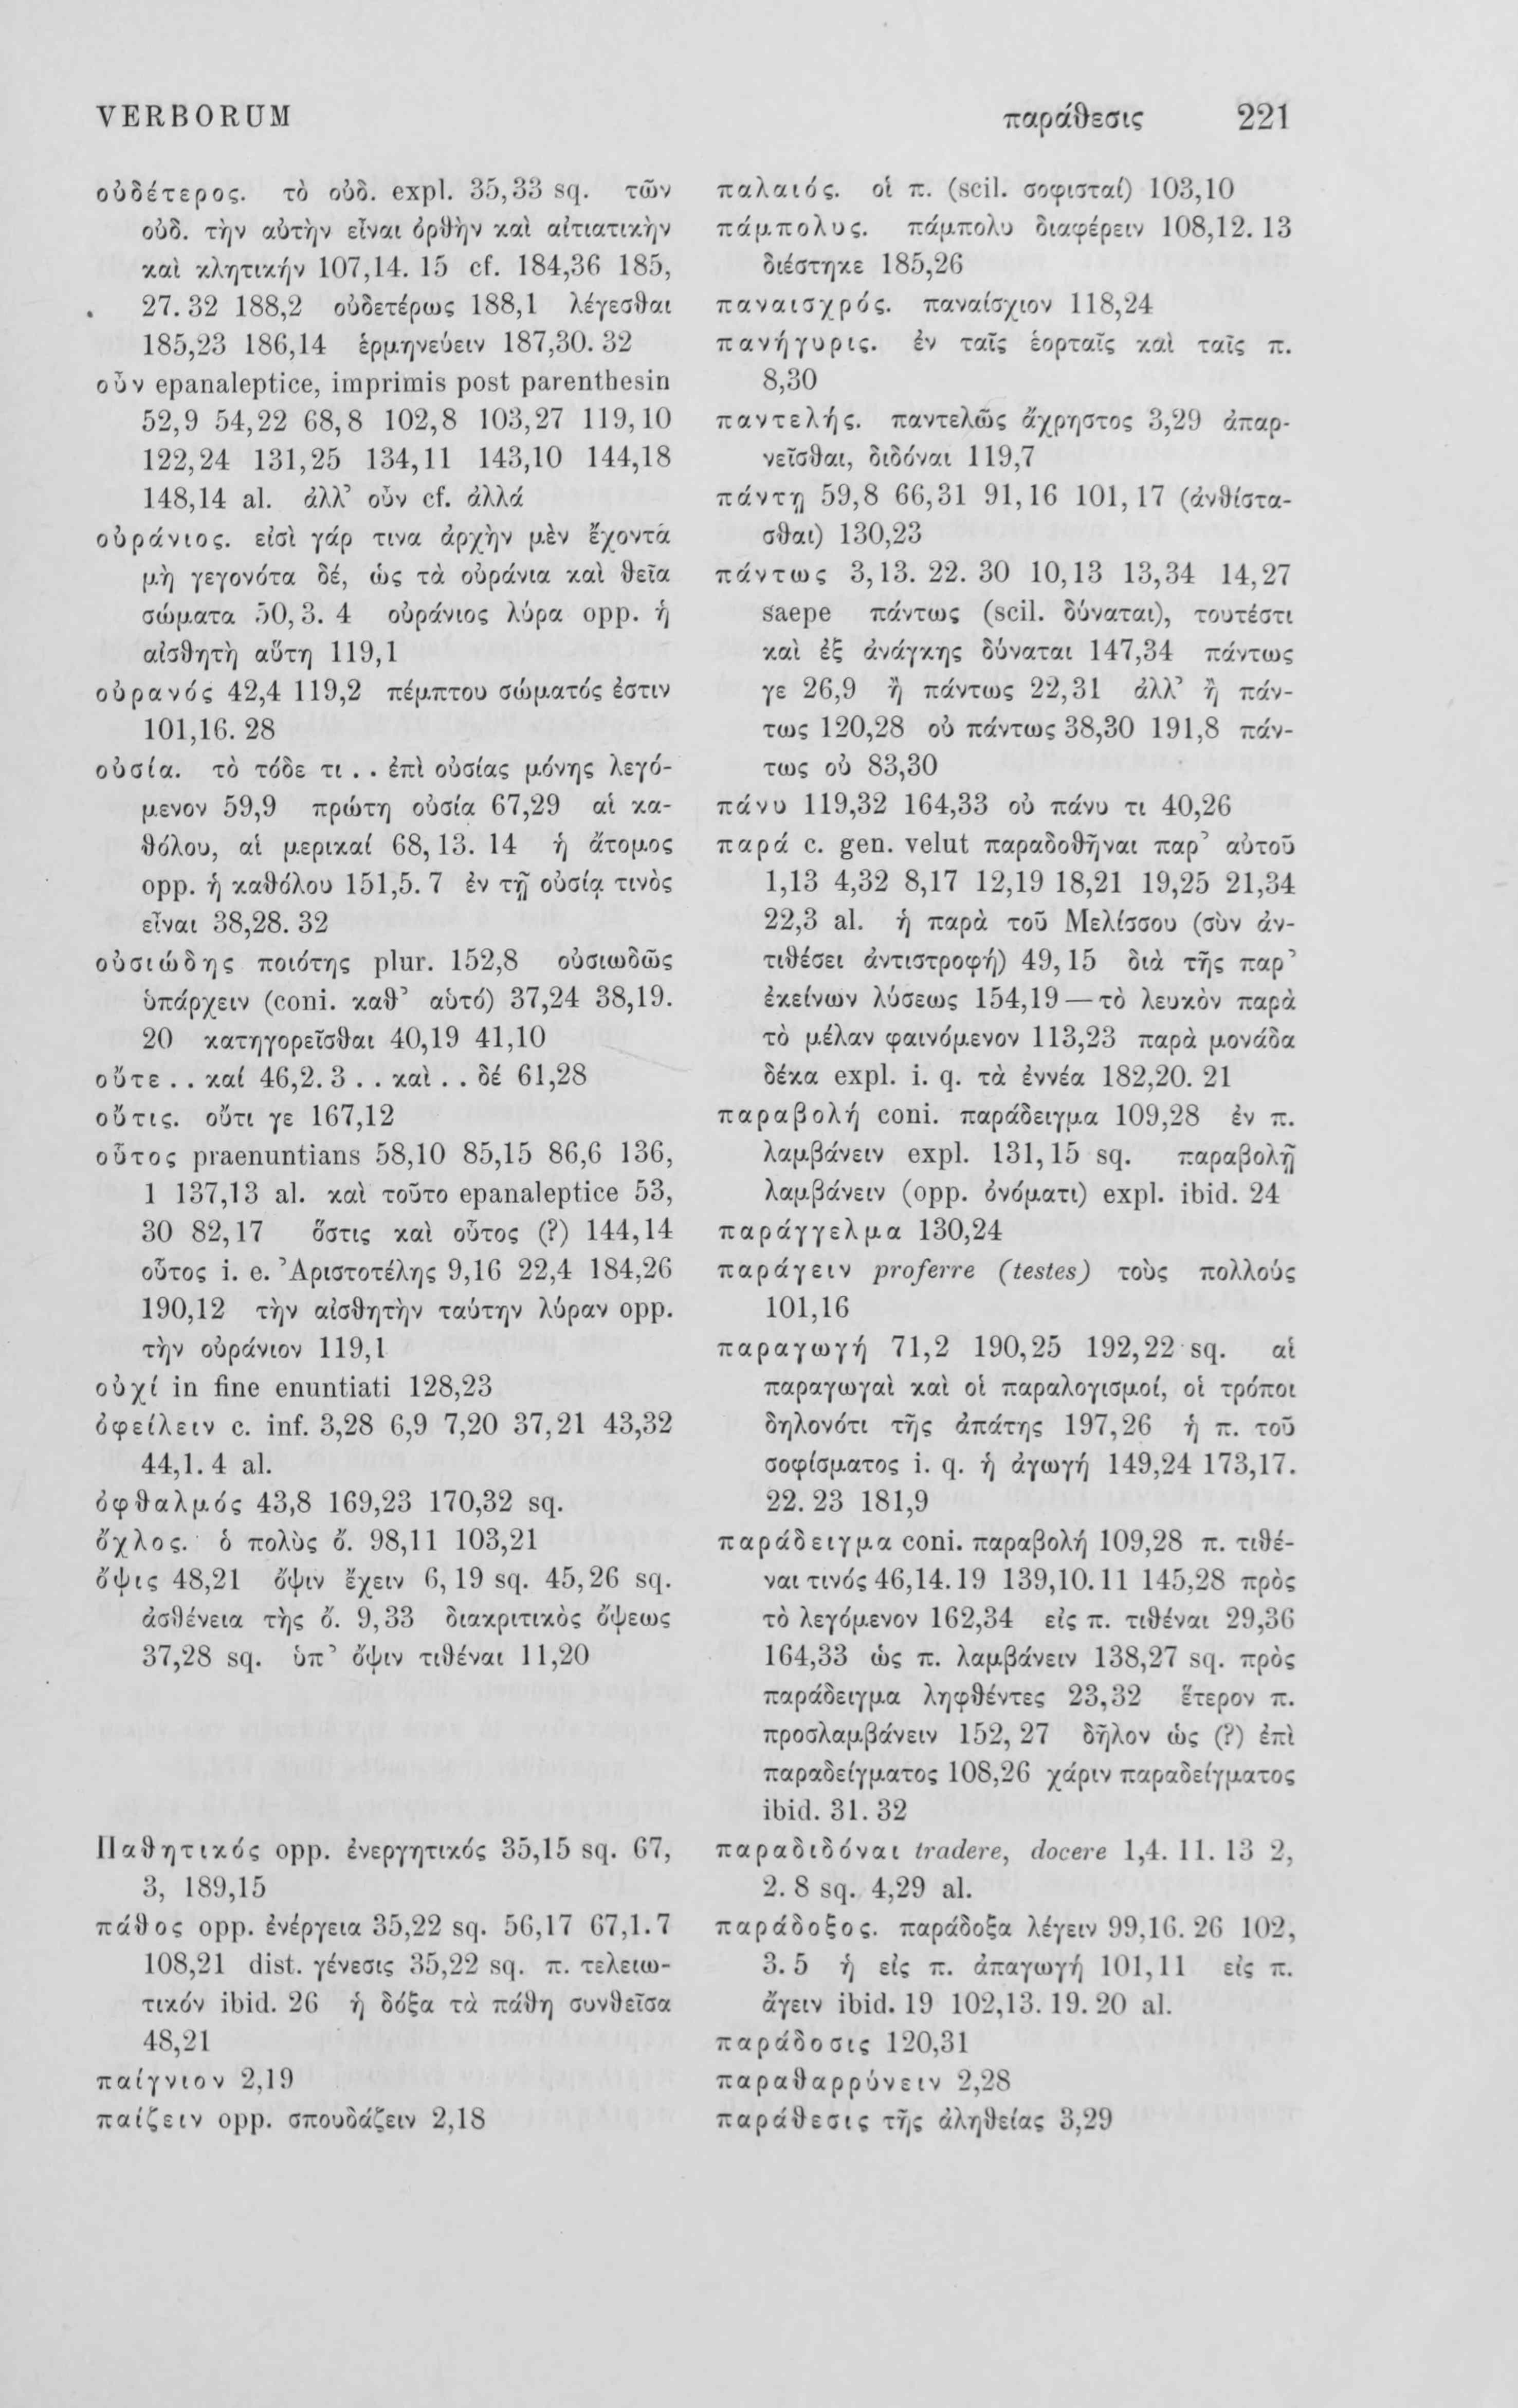 VERBORUM παράθεσις 221
οὐδέτερος. τὸ οὐδ. expl. 35,33 sq. τῶν
οὐδ. τὴν αὐτὴν εἶναι ὀρθὴν καὶ αἰτιατικὴν
καὶ κλητικήν 107,14. 15 cf. 184,36 185,
27. 32 188,2 οὐδετέρως 188,1 λέγεσθαι
185,23 186,14 ἑρμηνεύειν 187,30. 32
οὖν epanaleptice, imprimis post parenthesin
52,9 54,22 68,8 102,8 103,27 119,10
122,24 131,25 134,11 143,10 144,18
148,14 al. ἀλλ’ οὖν cf. ἀλλά
οὐράνιος. εἰσὶ γάρ τινα ἀρχὴν μὲν ἔχοντα
μὴ γεγονότα δέ, ὡς τὰ οὐράνια καὶ θεῖα
σώματα 50,3. 4 οὐράνιος λύρα opp. ἡ
αἰσθητὴ αὕτη 119,1
οὐρανός 42,4 119,2 πέμπτου σώματός ἐστιν
101,16. 28
οὐσία. τὸ τόδε τι . . ἐπὶ οὐσίας μόνης λεγό-
μενον 59,9 πρώτη οὐσία 67,29 αἱ κα-
θόλου, αἱ μερικαί 68,13. 14 ἡ ἄτομος
opp. ἡ καθόλου 151,5. 7 ἐν τῇ οὐσίᾳ τινὸς
εἶναι 38,28. 32
οὐσιώδης ποιότης plur. 152,8 οὐσιωδῶς
ὑπάρχειν (coni. καθ’ αὑτό) 37,24 38,19.
20 κατηγορεῖσθαι 40,19 41,10
οὔτε . . καί 46,2. 3 . . καὶ . . δέ 61,28
οὔτις. οὔτι γε 167,12
οὗτος praenuntians 58,10 85,15 86,6 136,
1 137,13 al. καὶ τοῦτο epanaleptice 53,
30 82,17 ὅστις καὶ οὗτος (?) 144,14
οὗτος i. e. ’Αριστοτέλης 9,16 22,4 184,26
190,12 τὴν αἰσθητὴν ταύτην λύραν opp.
τὴν οὐράνιον 119,1
οὐχί in fine enuntiati 128,23
ὀφείλειν c. inf. 3,28 6,9 7,20 37,21 43,32
44,1. 4 al.
ὀφθαλμός 43,8 169,23 170,32 sq.
ὄχλος. ὁ πολὺς ὄ. 98,11 103,21
ὄψις 48,21 ὄψιν ἔχειν 6,19 sq. 45,26 sq.
ἀσθένεια τῆς ὄ. 9,33 διακριτικὸς ὄψεως
37,28 sq. ὑπ’ ὄψιν τιθέναι 11,20
Παθητικός opp. ἐνεργητικός 35,15 sq. 67,
3, 189,15
πάθος opp. ἐνέργεια 35,22 sq. 56,17 67,1. 7
108,21 dist. γένεσις 35,22 sq. π. τελειω-
τικόν ibid. 26 ἡ δόξα τὰ πάθη συνθεῖσα
48,21
παίγνιον 2,19
παίζειν opp. σπουδάζειν 2,18
παλαιός. οἱ π. (scil. σοφισταί) 103,10
πάμπολυς. πάμπολυ διαφέρειν 108,12. 13
διέστηκε 185,26
παναισχρός. παναίσχιον 118,24
πανήγυρις. ἐν ταῖς ἑορταῖς καὶ ταῖς π.
8,30
παντελής. παντελῶς ἄχρηστος 3,29 ἀπαρ-
νεῖσθαι, διδόναι 119,7
πάντῃ 59,8 66,31 91,16 101,17 (ἀνθίστα-
σθαι) 130,23
πάντως 3,13. 22. 30 10,13 13,34 14,27
saepe πάντως (scil. δύναται), τουτέστι
καὶ ἐξ ἀνάγκης δύναται 147,34 πάντως
γε 26,9 ἢ πάντως 22,31 ἀλλ’ ἢ πάν-
τως 120,28 οὐ πάντως 38,30 191,8 πάν-
τως οὐ 83,30
πάνυ 119,32 164,33 οὐ πάνυ τι 40,26
παρά c. gen. velut παραδοθῆναι παρ’ αὐτοῦ
1,13 4,32 8,17 12,19 18,21 19,25 21,34
22,3 al. ἡ παρὰ τοῦ Μελίσσου (σὺν ἀν-
τιθέσει ἀντιστροφή) 49,15 διὰ τῆς παρ’
ἐκείνων λύσεως 154,19 — τὸ λευκὸν παρὰ
τὸ μέλαν φαινόμενον 113,23 παρὰ μονάδα
δέκα expl. i. q. τὰ ἐννέα 182,20. 21
παραβολή coni. παράδειγμα 109,28 ἐν π.
λαμβάνειν expl. 131,15 sq. παραβολῇ
λαμβάνειν (opp. ὀνόματι) expl. ibid. 24
παράγγελμα 130,24
παράγειν proferre (testes) τοὺς πολλούς
101,16
παραγωγή 71,2 190,25 192,22 sq. αἱ
παραγωγαὶ καὶ οἱ παραλογισμοί, οἱ τρόποι
δηλονότι τῆς ἀπάτης 197,26 ἡ π. τοῦ
σοφίσματος i. q. ἡ ἀγωγή 149,24 173,17.
22. 23 181,9
παράδειγμα coni. παραβολή 109,28 π. τιθέ-
ναι τινός 46,14. 19 139,10. 11 145,28 πρὸς
τὸ λεγόμενον 162,34 εἰς π. τιθέναι 29,36
164,33 ὡς π. λαμβάνειν 138,27 sq. πρὸς
παράδειγμα ληφθέντες 23,32 ἕτερον π.
προσλαμβάνειν 152, 27 δῆλον ὡς (?) ἐπὶ
παραδείγματος 108,26 χάριν παραδείγματος
ibid. 31. 32
παραδιδόναι tradere, docere 1,4. 11. 13 2,
2. 8 sq. 4,29 al.
παράδοξος. παράδοξα λέγειν 99,16. 26 102,
3. 5 ἡ εἰς π. ἀπαγωγή 101,11 εἰς π.
ἄγειν ibid. 19 102,13. 19. 20 al.
παράδοσις 120,31
παραθαρρύνειν 2,28
παράθεσις τῆς ἀληθείας 3,29